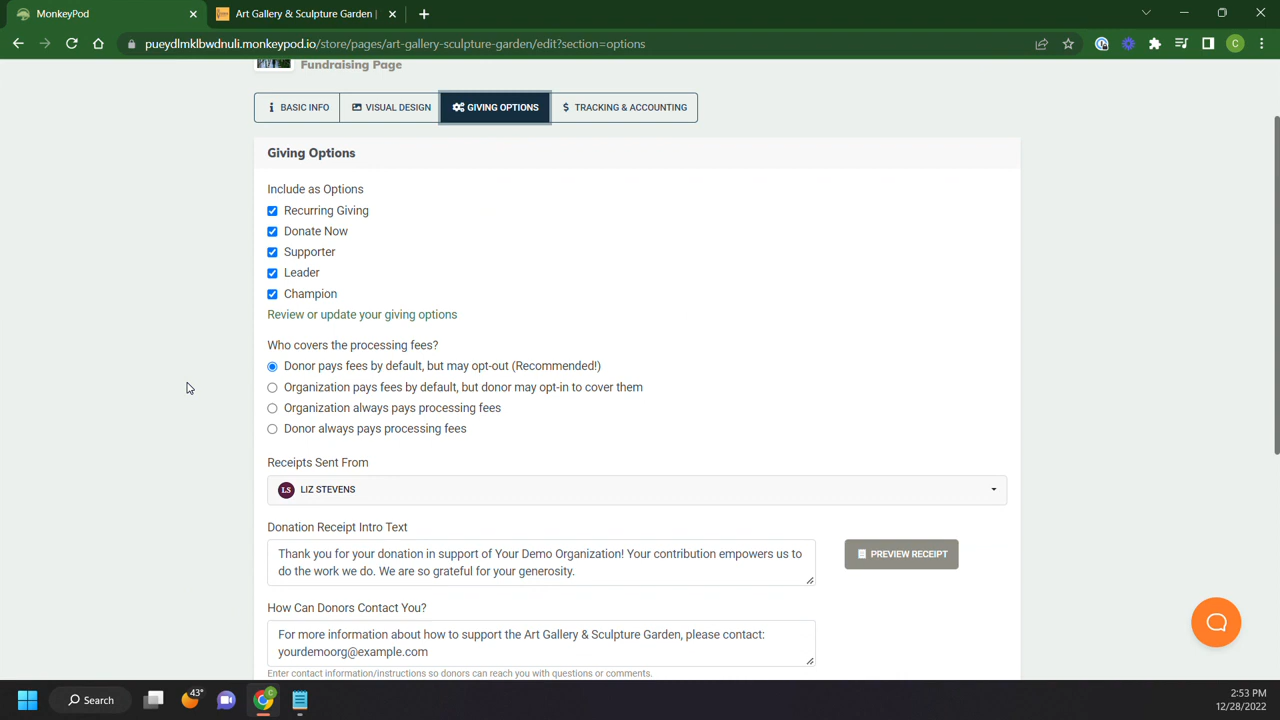 MonkeyPod
Art Gallery & Sculpture Garden |
pueydlmklbwdnuli.monkeypod.io/store/pages/art-gallery-sculpture-garden/edit?section=options
C
Fundraising Page
BASIC INFO
VISUAL DESIGN
GIVING OPTIONS
$ TRACKING & ACCOUNTING
Giving Options
Include as Options
Recurring Giving
Donate Now
Supporter
Leader
Champion
Review or update your giving options
Who covers the processing fees?
Donor pays fees by default, but may opt-out (Recommended!)
Organization pays fees by default, but donor may opt-in to cover them
Organization always pays processing fees
Donor always pays processing fees
Receipts Sent From
LS LIZ STEVENS
Donation Receipt Intro Text
Thank you for your donation in support of Your Demo Organization! Your contribution empowers us to
do the work we do. We are so grateful for your generosity.
PREVIEW RECEIPT
How Can Donors Contact You?
For more information about how to support the Art Gallery & Sculpture Garden, please contact:
yourdemoorg@example.com
Enter contact information/instructions so donors can reach you with questions or comments.
Search
43°
C
2:53 PM
12/28/2022